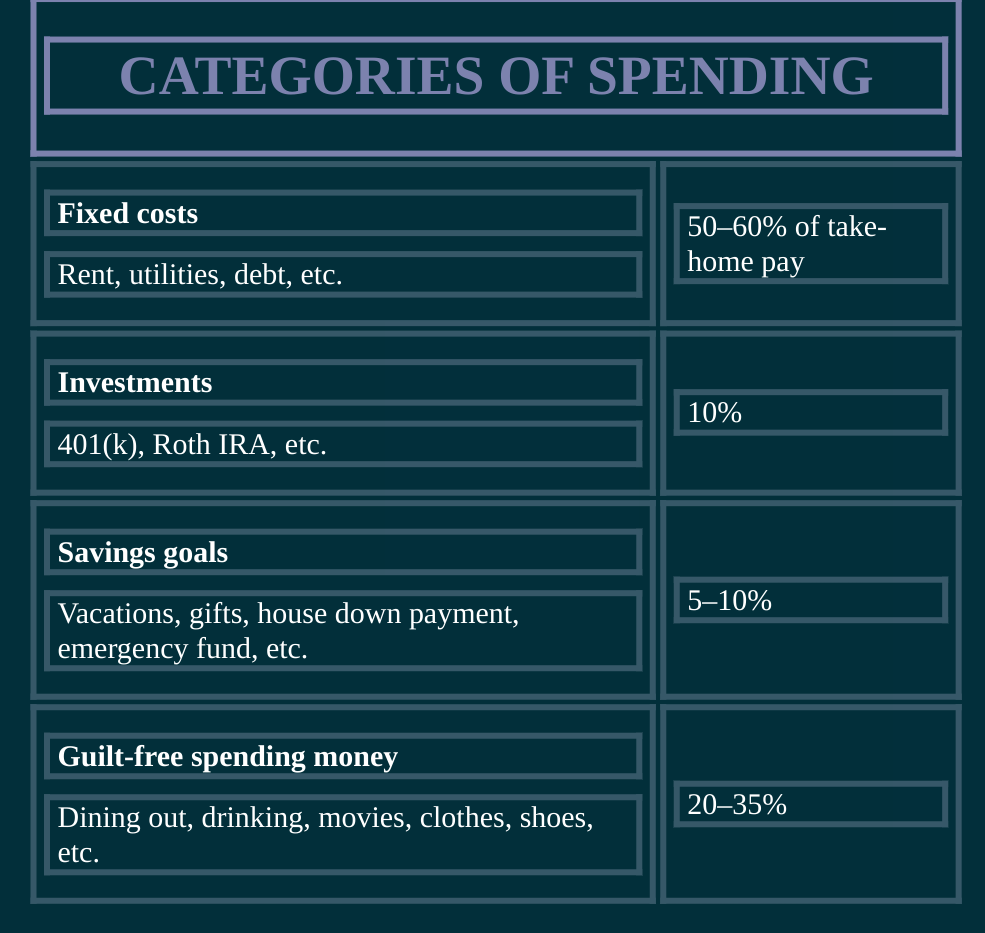 CATEGORIES OF SPENDING
Fixed costs
Rent, utilities, debt, etc.
50–60% of take-
home pay
Investments
401(k), Roth IRA, etc.
10%
Savings goals
Vacations, gifts, house down payment,
emergency fund, etc.
5–10%
Guilt-free spending money
Dining out, drinking, movies, clothes, shoes,
etc.
20–35%